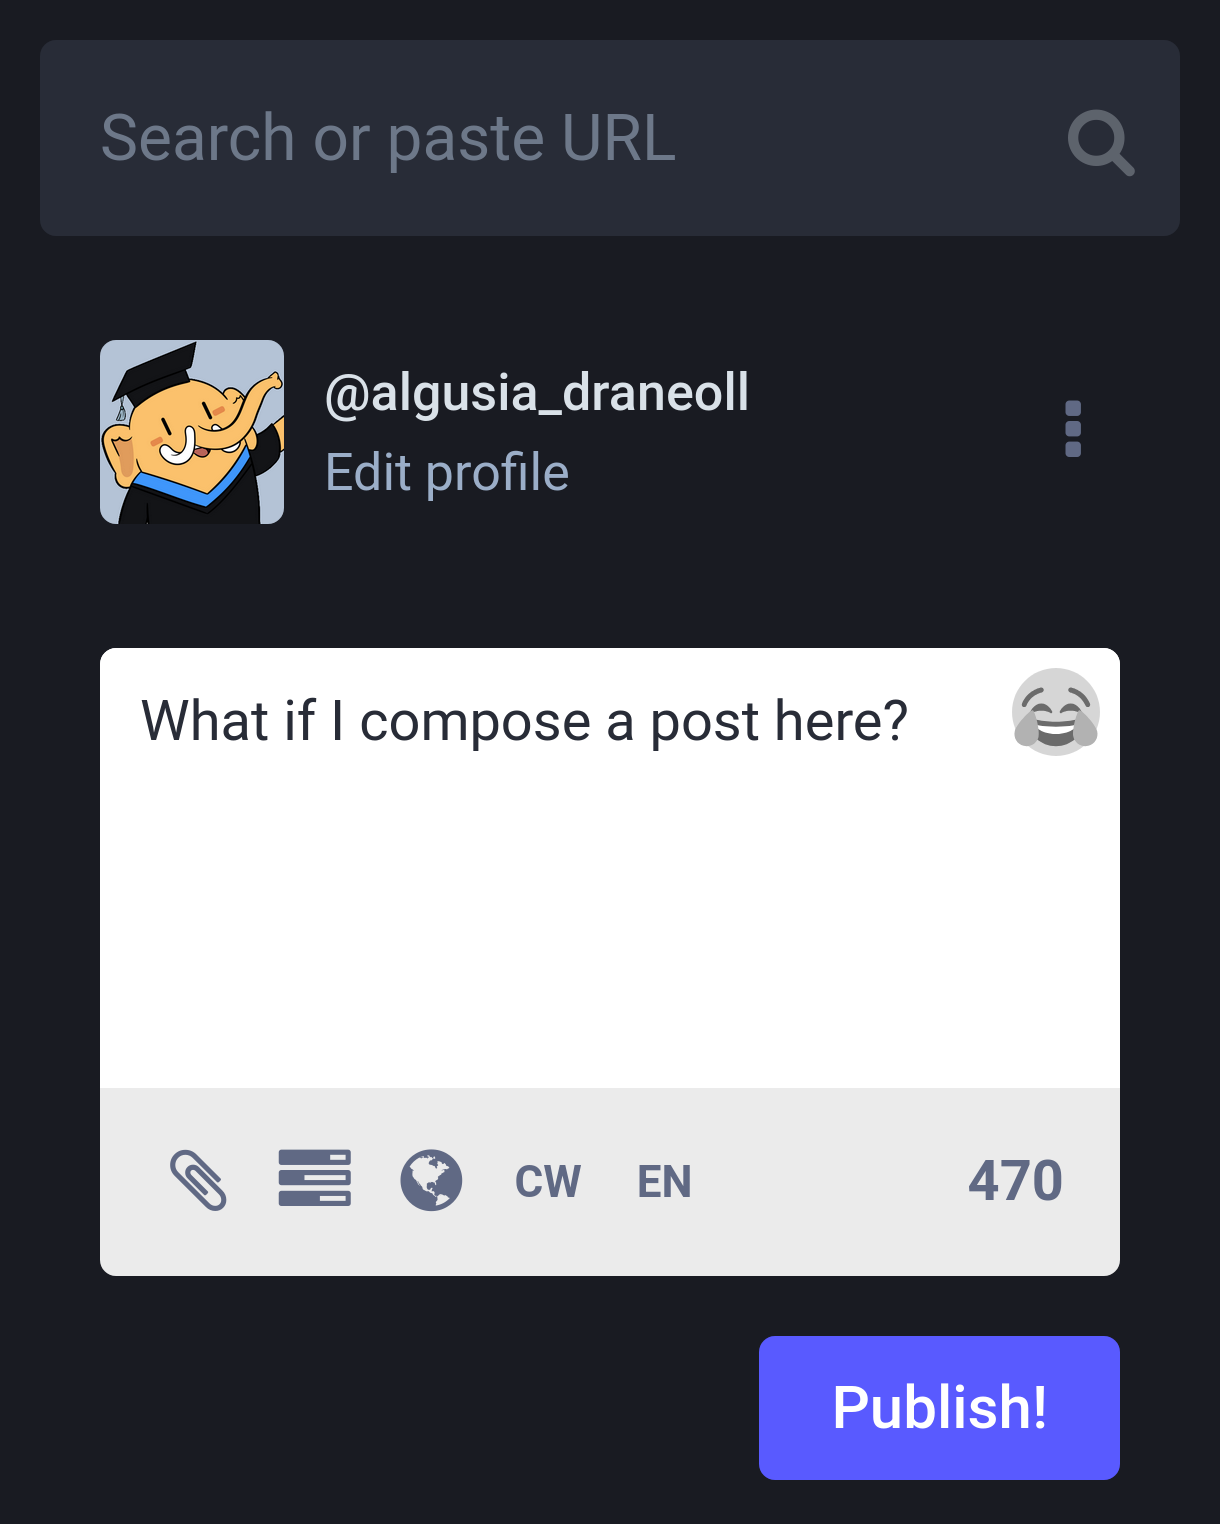 Search or paste URL
@algusia_draneoll
Edit profile
What if I compose a post here?
CW EN 470
Publish!